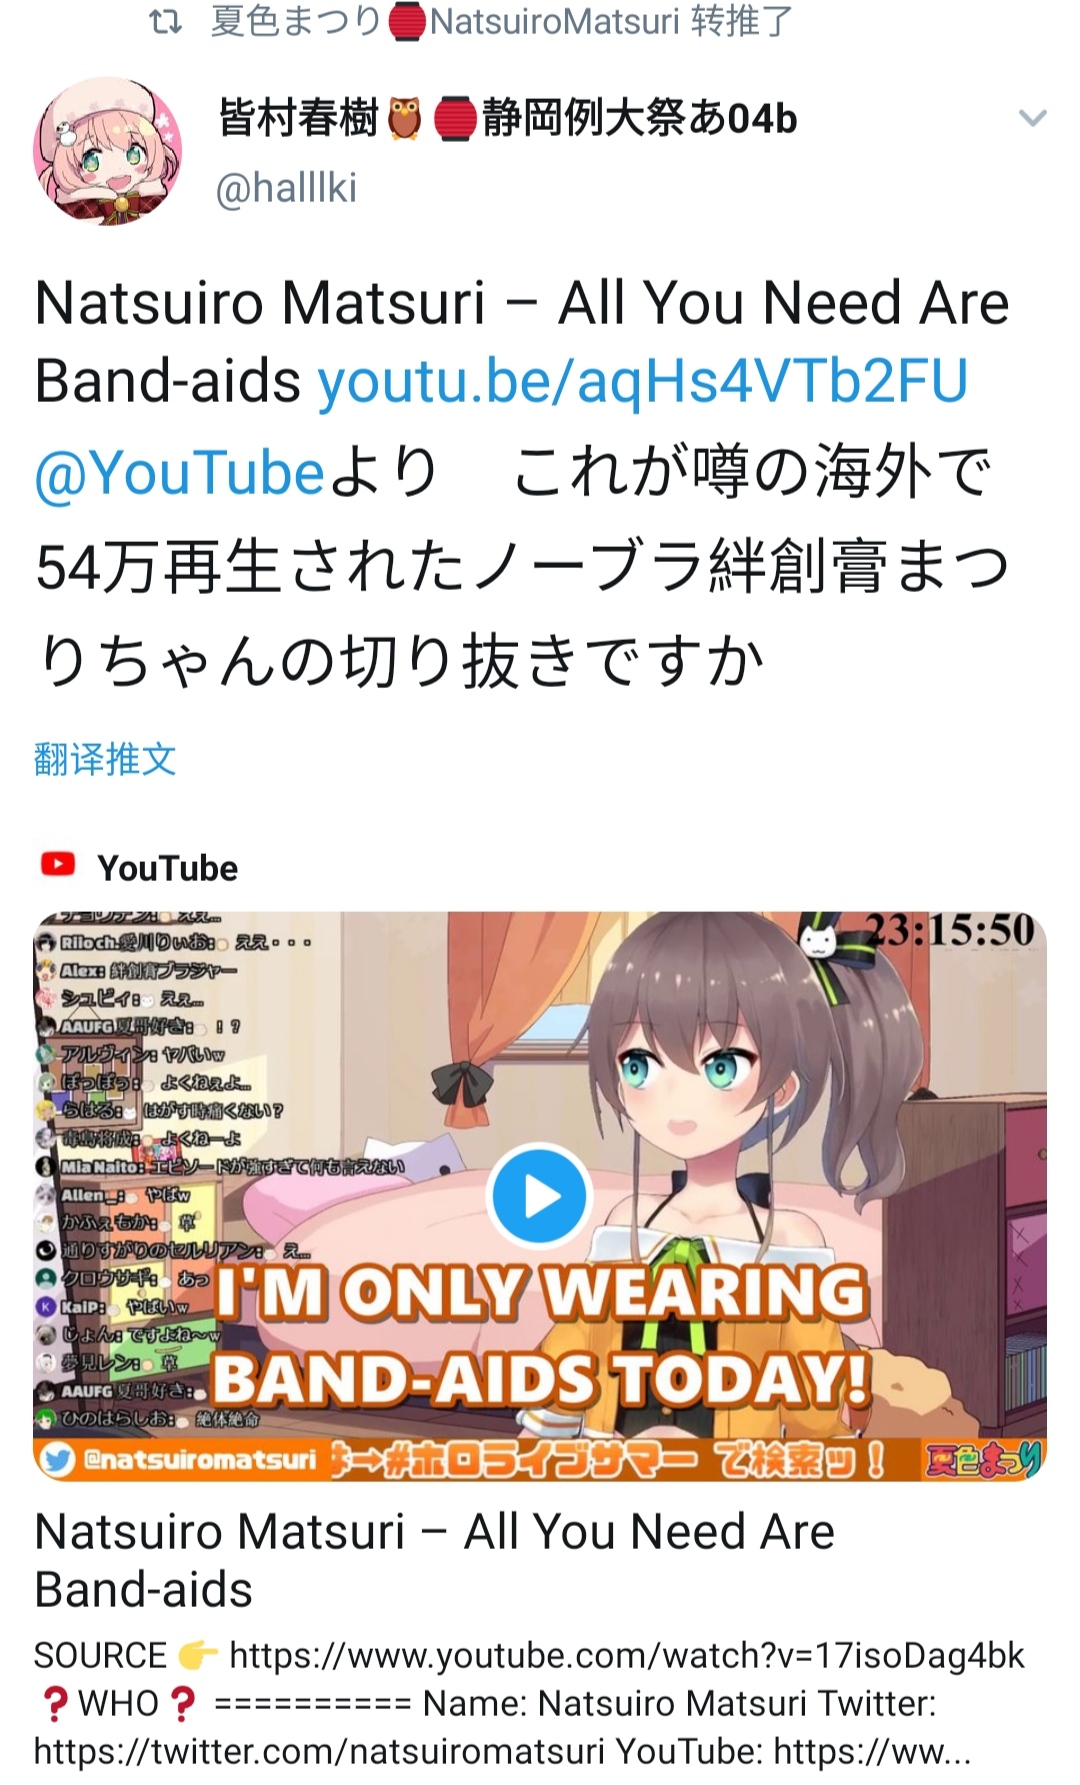 夏色まつり🏮NatsuiroMatsuri 转推了
皆村春樹🦉🏮静岡例大祭あ04b
@halllki
Natsuiro Matsuri – All You Need Are
Band-aids youtu.be/aqHs4VTb2FU
@YouTubeより　これが噂の海外で
54万再生されたノーブラ絆創膏まつ
りちゃんの切り抜きですか
翻译推文
YouTube
23:15:50
Riloch.愛川りぃお: ええ・・・
Alex: 絆創膏ブラジャー
シュピィ: ええ...
AAUFG夏哥好き: ！？
アルヴィン: ヤバいw
ぽっぽっ: よくねぇよ...
らはる: はがす時痛くない？
よくねーよ
Mia Naito: エピソードが強すぎて何も言えない
Allen_: やばw
かふぇもか: 草
通りすがりのセルリアン: え...
クロウサギ: あっ
K KaiP: やばいw
じょん: ですよね～w
夢見レン: 草
AAUFG 夏哥好き:
ひのはらしお: 絶体絶命
I'M ONLY WEARING
BAND-AIDS TODAY!
@natsuiromatsuri
→#ホロライブサマー で検索ッ！
夏色まつり
Natsuiro Matsuri – All You Need Are
Band-aids
SOURCE 👉 https://www.youtube.com/watch?v=17isoDag4bk
❓WHO❓ ========== Name: Natsuiro Matsuri Twitter:
https://twitter.com/natsuiromatsuri YouTube: https://ww...